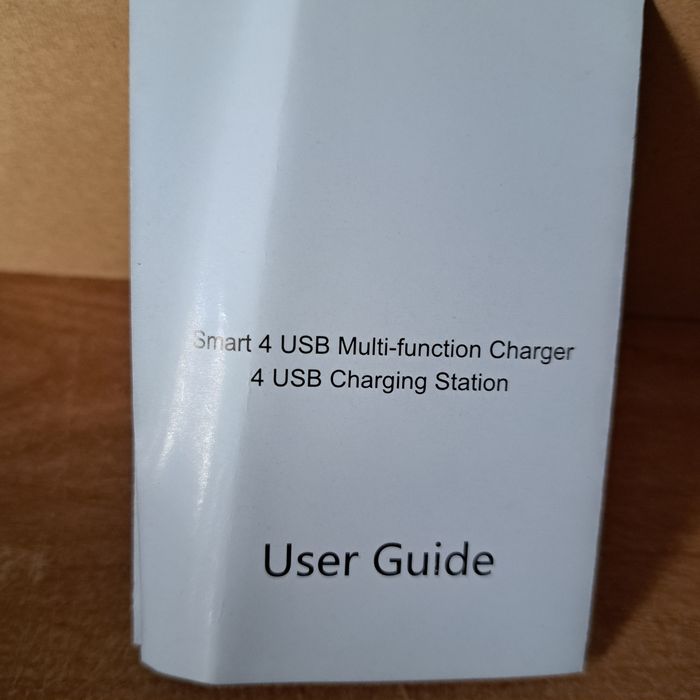 Smart 4 USB Multi-function Charger
4 USB Charging Station
User Guide